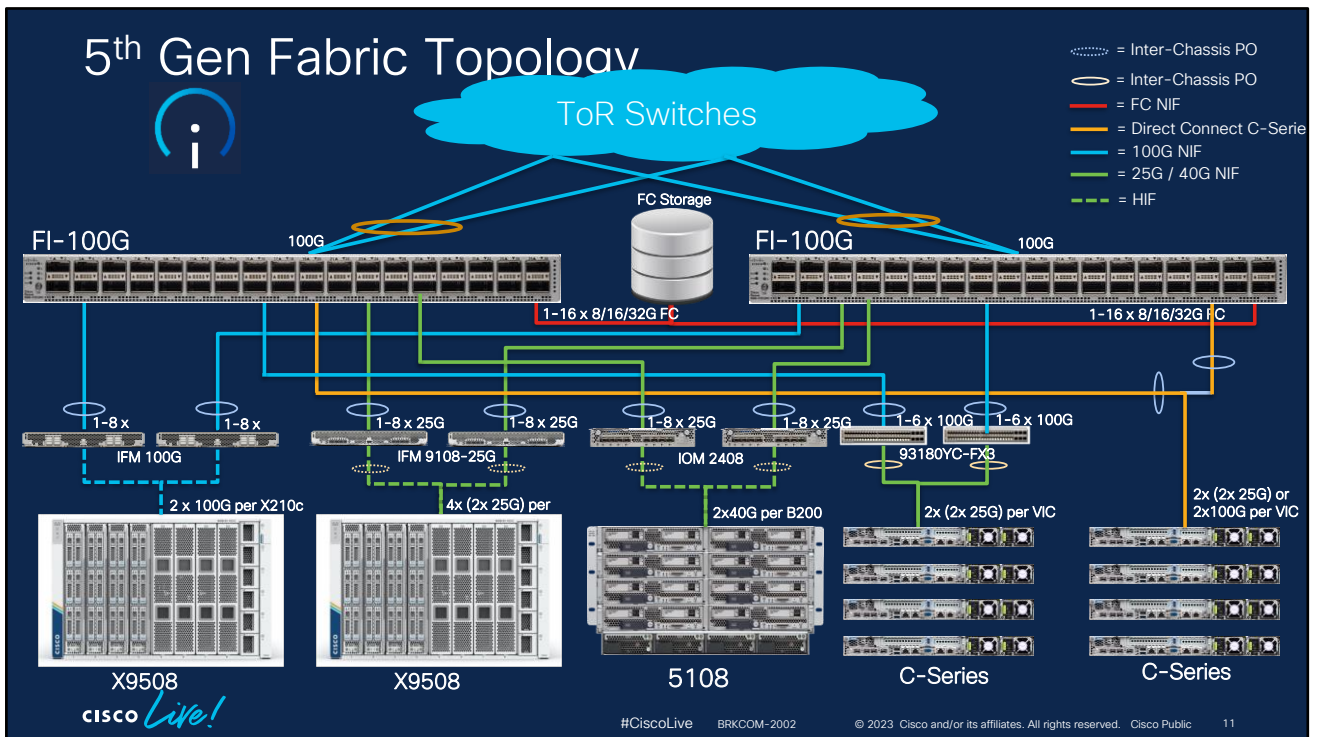 5th Gen Fabric Topology
= Inter-Chassis PO
= Inter-Chassis PO
= FC NIF
= Direct Connect C-Serie
= 100G NIF
= 25G / 40G NIF
= HIF
ToR Switches
FC Storage
FI-100G
100G
FI-100G
100G
1-16 x 8/16/32G FC
1-16 x 8/16/32G FC
1-8 x
1-8 x
1-8 x 25G
1-8 x 25G
1-8 x 25G
1-8 x 25G
1-6 x 100G
1-6 x 100G
IFM 100G
IFM 9108-25G
IOM 2408
93180YC-FX3
2 x 100G per X210c
4x (2x 25G) per
2x40G per B200
2x (2x 25G) per VIC
2x (2x 25G) or
2x100G per VIC
X9508
X9508
5108
C-Series
C-Series
CISCO Live!
#CiscoLive
BRKCOM-2002
© 2023 Cisco and/or its affiliates. All rights reserved. Cisco Public
11